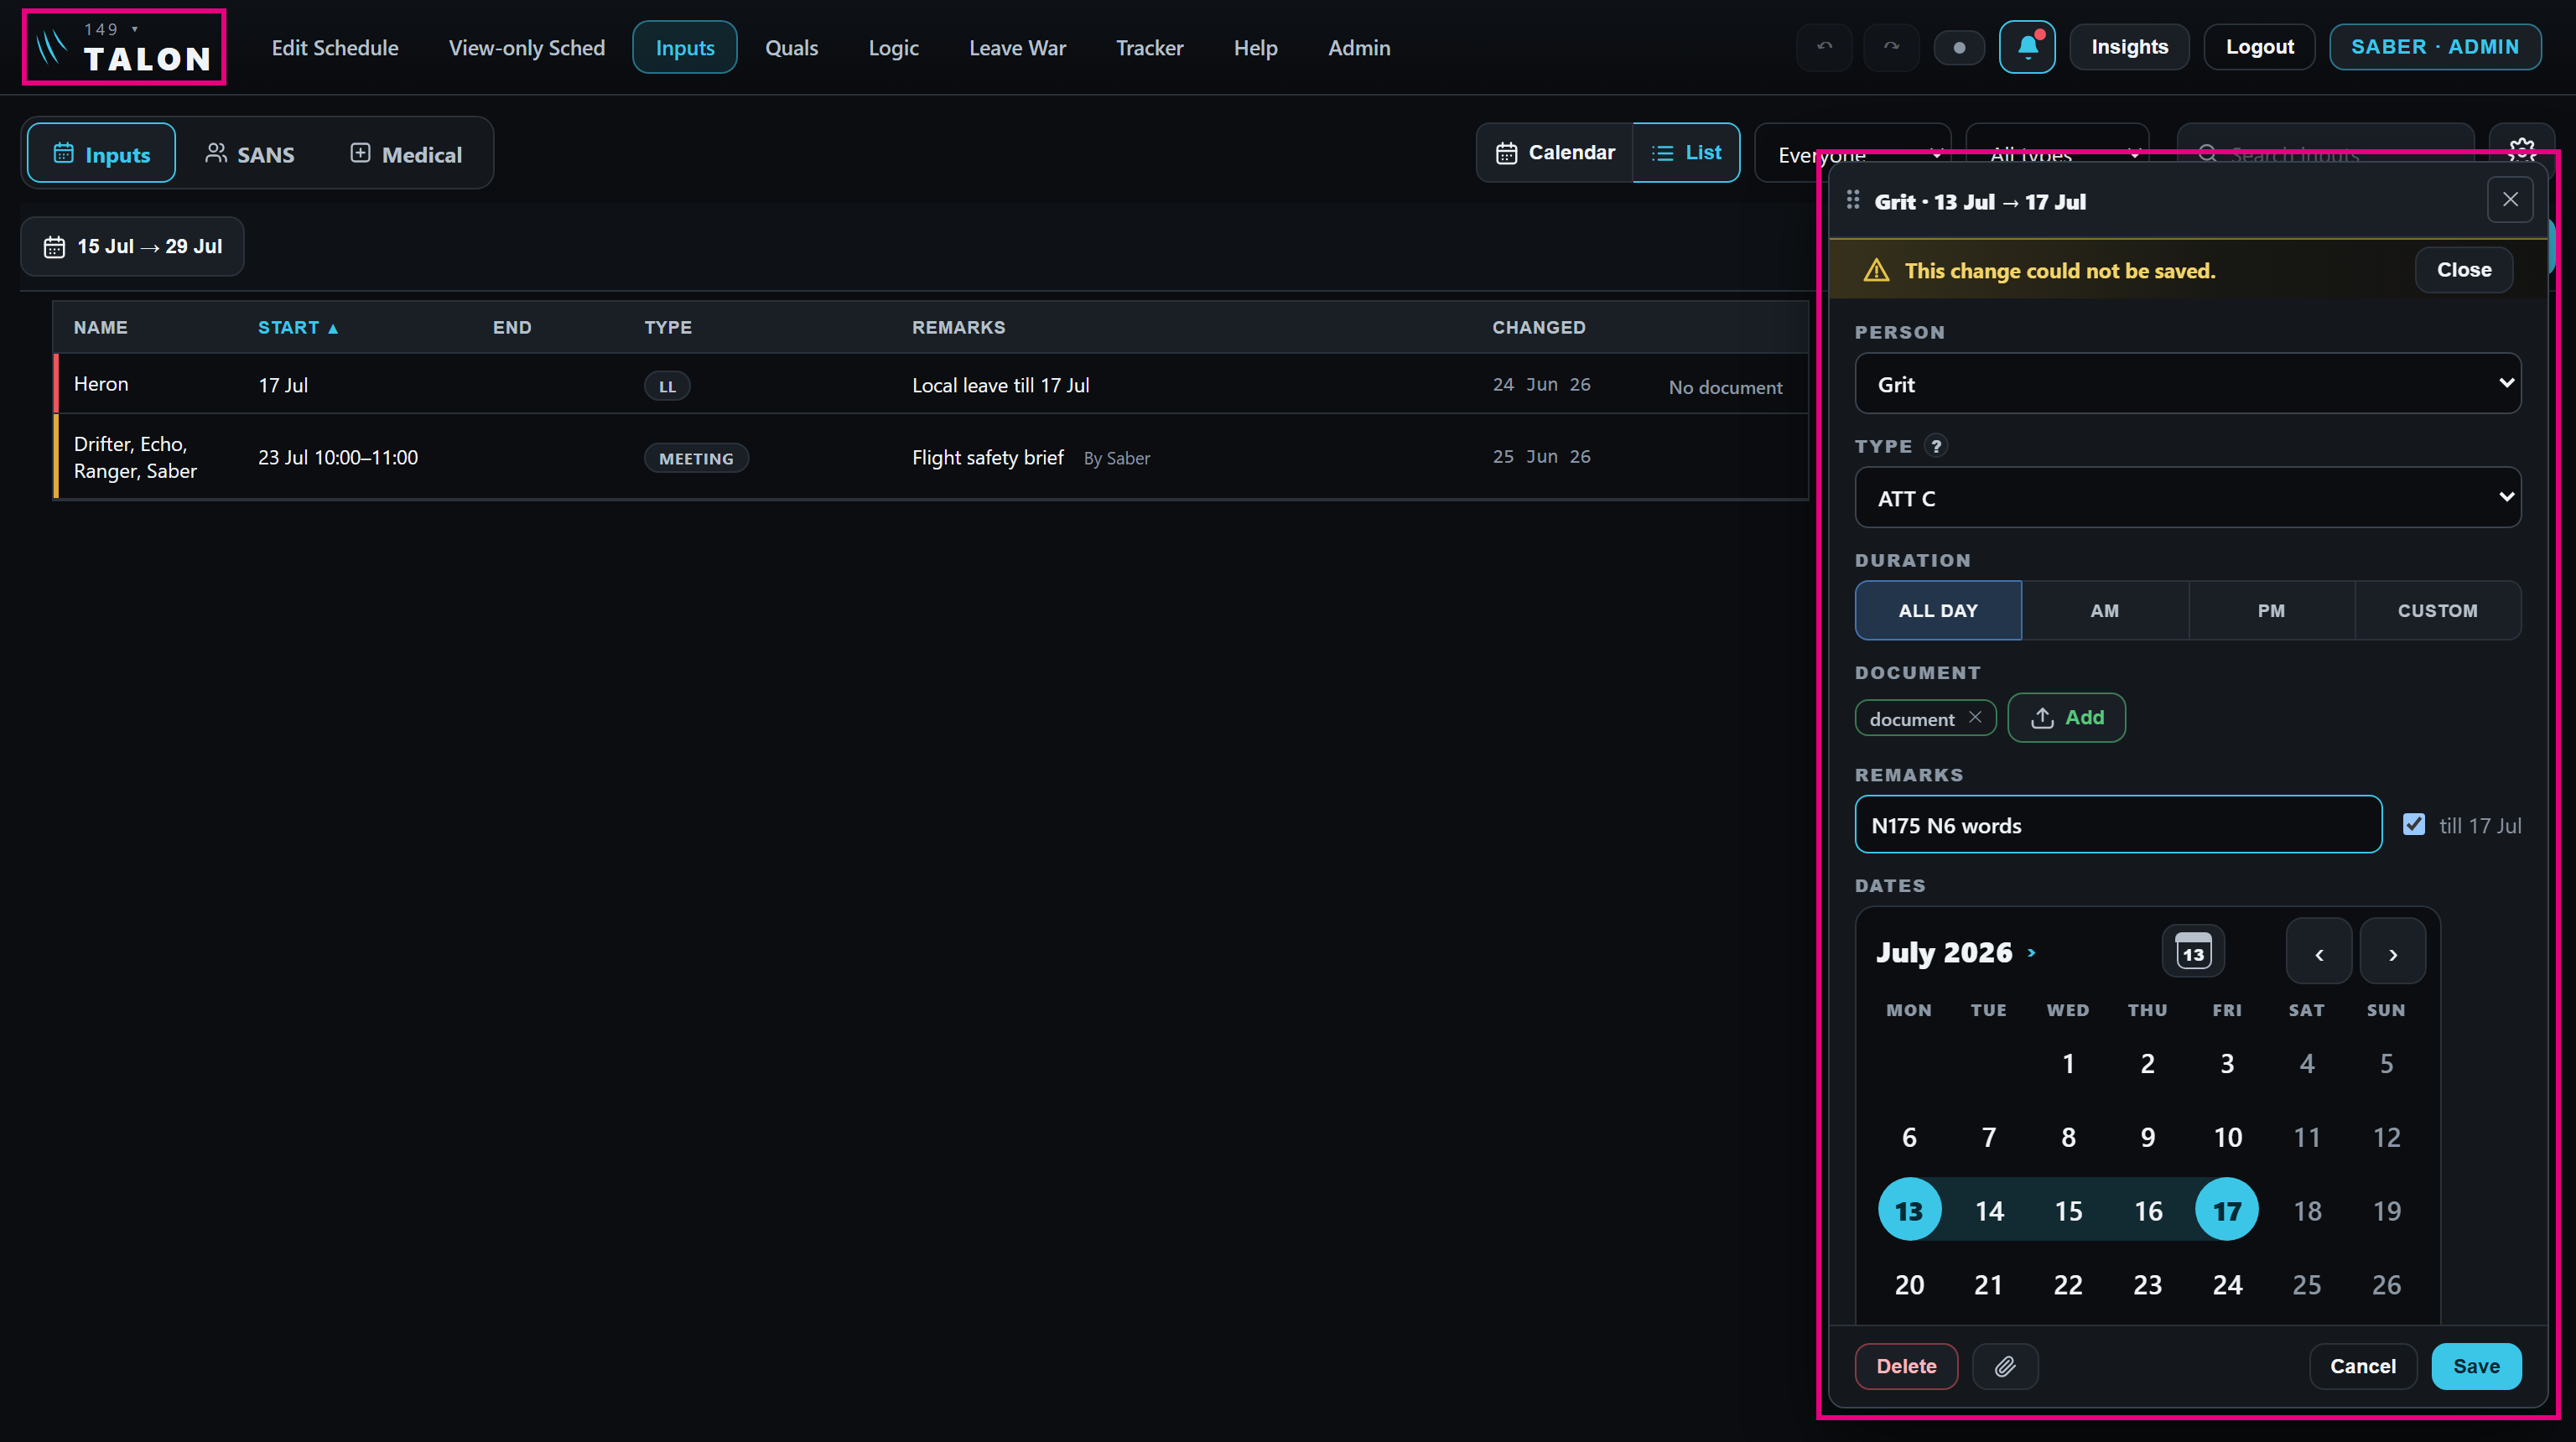 149 ▾
TALON
Edit Schedule
View-only Sched
Inputs
Quals
Logic
Leave War
Tracker
Help
Admin
Insights
Logout
SABER · ADMIN
Inputs
SANS
Medical
Calendar
List
Everyone
All types
Search inputs
15 Jul → 29 Jul
NAME START ▲ END TYPE REMARKS CHANGED
Heron 17 Jul LL Local leave till 17 Jul 24 Jun 26 No document
Drifter, Echo,
Ranger, Saber 23 Jul 10:00–11:00 MEETING Flight safety brief By Saber 25 Jun 26
Grit · 13 Jul → 17 Jul
This change could not be saved.
Close
PERSON
Grit
TYPE ?
ATT C
DURATION
ALL DAY AM PM CUSTOM
DOCUMENT
document
Add
REMARKS
N175 N6 words
till 17 Jul
DATES
July 2026 ›
13
‹ ›
MON TUE WED THU FRI SAT SUN
1 2 3 4 5
6 7 8 9 10 11 12
13 14 15 16 17 18 19
20 21 22 23 24 25 26
Delete
Cancel
Save